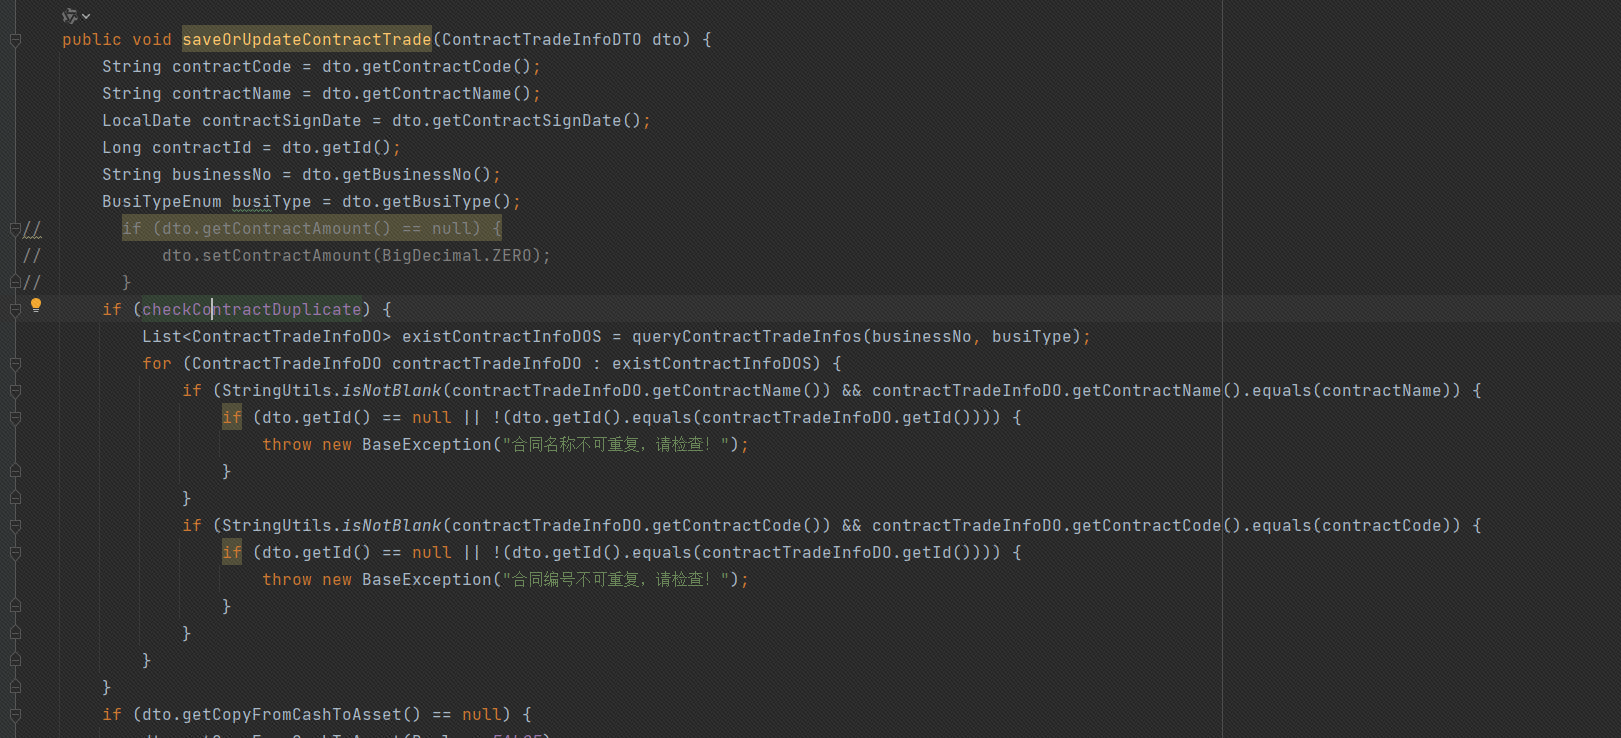 public void saveOrUpdateContractTrade(ContractTradeInfoDTO dto) {
String contractCode = dto.getContractCode();
String contractName = dto.getContractName();
LocalDate contractSignDate = dto.getContractSignDate();
Long contractId = dto.getId();
String businessNo = dto.getBusinessNo();
BusiTypeEnum busiType = dto.getBusiType();
// if (dto.getContractAmount() == null) {
// dto.setContractAmount(BigDecimal.ZERO);
// }
if (checkContractDuplicate) {
List<ContractTradeInfoDO> existContractInfoDOS = queryContractTradeInfos(businessNo, busiType);
for (ContractTradeInfoDO contractTradeInfoDO : existContractInfoDOS) {
if (StringUtils.isNotBlank(contractTradeInfoDO.getContractName()) && contractTradeInfoDO.getContractName().equals(contractName)) {
if (dto.getId() == null || !(dto.getId().equals(contractTradeInfoDO.getId()))) {
throw new BaseException("合同名称不可重复，请检查！");
}
}
if (StringUtils.isNotBlank(contractTradeInfoDO.getContractCode()) && contractTradeInfoDO.getContractCode().equals(contractCode)) {
if (dto.getId() == null || !(dto.getId().equals(contractTradeInfoDO.getId()))) {
throw new BaseException("合同编号不可重复，请检查！");
}
}
}
}
if (dto.getCopyFromCashToAsset() == null) {